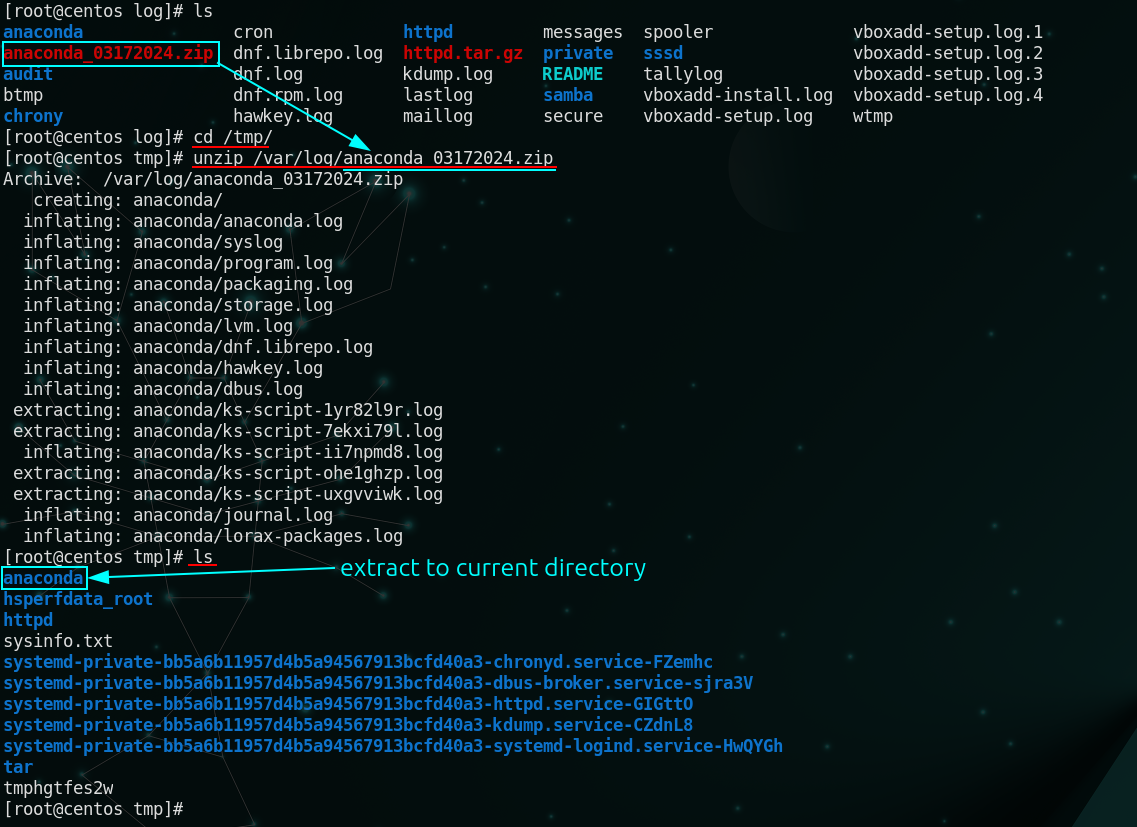 [root@centos log]# ls
anaconda cron httpd messages spooler vboxadd-setup.log.1
anaconda_03172024.zip dnf.librepo.log httpd.tar.gz private sssd vboxadd-setup.log.2
audit dnf.log kdump.log README tallylog vboxadd-setup.log.3
btmp dnf.rpm.log lastlog samba vboxadd-install.log vboxadd-setup.log.4
chrony hawkey.log maillog secure vboxadd-setup.log wtmp
[root@centos log]# cd /tmp/
[root@centos tmp]# unzip /var/log/anaconda_03172024.zip
Archive:  /var/log/anaconda_03172024.zip
   creating: anaconda/
  inflating: anaconda/anaconda.log
  inflating: anaconda/syslog
  inflating: anaconda/program.log
  inflating: anaconda/packaging.log
  inflating: anaconda/storage.log
  inflating: anaconda/lvm.log
  inflating: anaconda/dnf.librepo.log
  inflating: anaconda/hawkey.log
  inflating: anaconda/dbus.log
 extracting: anaconda/ks-script-1yr82l9r.log
 extracting: anaconda/ks-script-7ekxi79l.log
  inflating: anaconda/ks-script-ii7npmd8.log
 extracting: anaconda/ks-script-ohe1ghzp.log
 extracting: anaconda/ks-script-uxgvviwk.log
  inflating: anaconda/journal.log
  inflating: anaconda/lorax-packages.log
[root@centos tmp]# ls
anaconda extract to current directory
hsperfdata_root
httpd
sysinfo.txt
systemd-private-bb5a6b11957d4b5a94567913bcfd40a3-chronyd.service-FZemhc
systemd-private-bb5a6b11957d4b5a94567913bcfd40a3-dbus-broker.service-sjra3V
systemd-private-bb5a6b11957d4b5a94567913bcfd40a3-httpd.service-GIGttO
systemd-private-bb5a6b11957d4b5a94567913bcfd40a3-kdump.service-CZdnL8
systemd-private-bb5a6b11957d4b5a94567913bcfd40a3-systemd-logind.service-HwQYGh
tar
tmphgtfes2w
[root@centos tmp]#